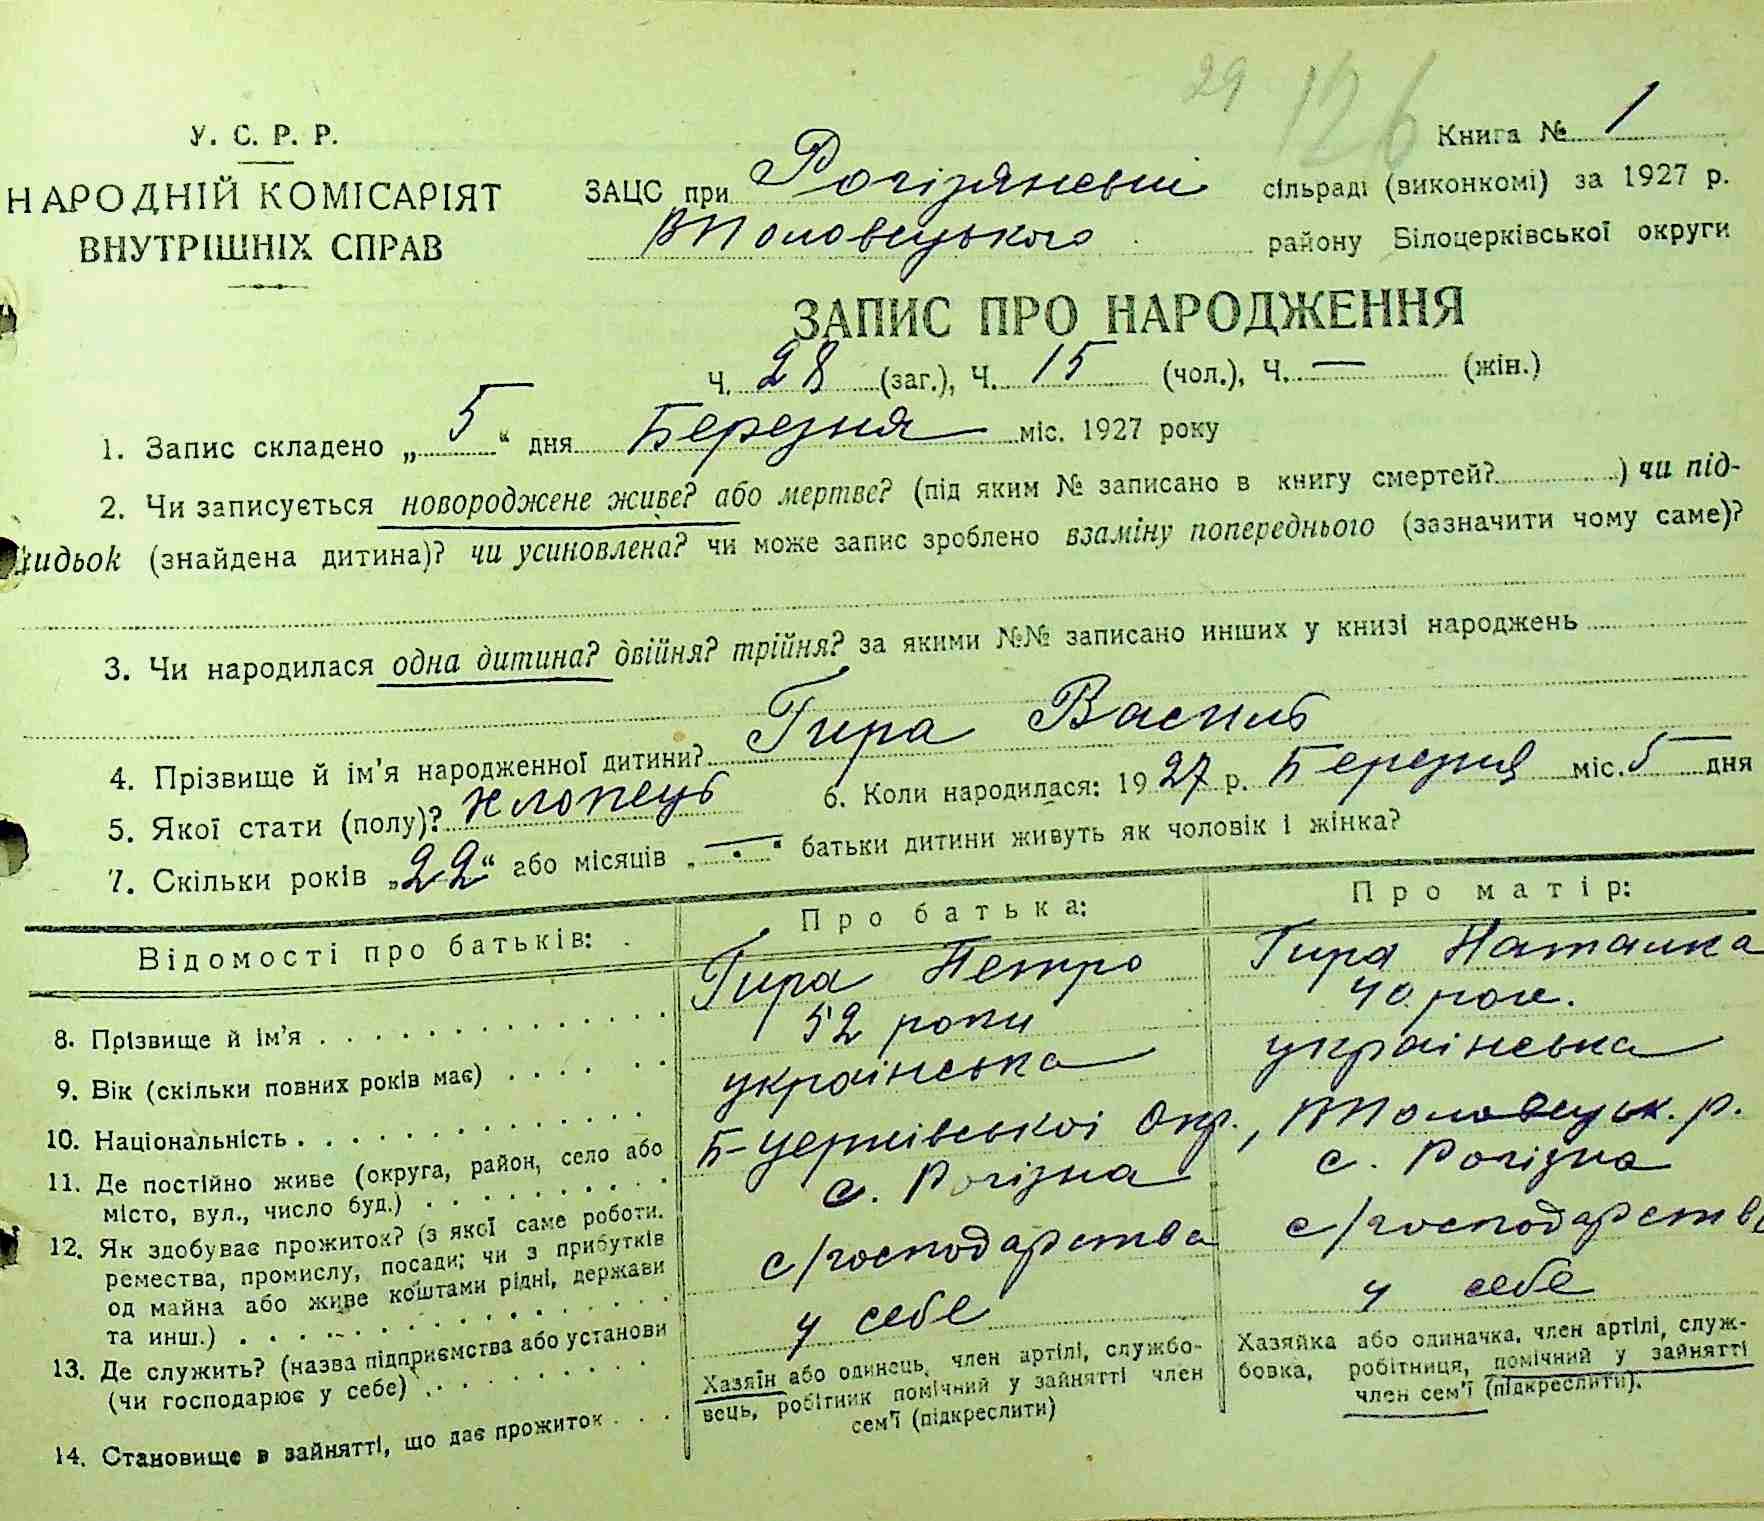 29 126
У. С. Р. Р.
НАРОДНІЙ КОМІСАРІЯТ
ВНУТРІШНІХ СПРАВ
Книга № 1
ЗАЦС при Рогізянській сільраді (виконкомі) за 1927 р.
району Білоцерківської округи
ЗАПИС ПРО НАРОДЖЕННЯ
Ч. 28 (заг.), Ч. 15 (чол.), Ч. — (жін.)
1. Запис складено „5“ дня Березня міс. 1927 року
2. Чи записується новороджене живе? або мертве? (під яким № записано в книгу смертей? ) чи під-
кидьок (знайдена дитина)? чи усиновлена? чи може запис зроблено взаміну попереднього (зазначити чому саме)?
3. Чи народилася одна дитина? двійня? трійня? за якими №№ записано инших у книзі народжень
4. Прізвище й ім'я народженної дитини? Гира Василь
5. Якої стати (полу)? хлопець 6. Коли народилася: 1927 р. Березня міс. 5 дня
7. Скільки років „22“ або місяців „—“ батьки дитини живуть як чоловік і жінка?
Відомості про батьків: Про батька: Про матір:
8. Прізвище й ім'я Гира Петро Гира Наталка
9. Вік (скільки повних років має) 52 роки 40 рок.
10. Національність українська українська
11. Де постійно живе (округа, район, село або
місто, вул., число буд.)
Б-Церківської Окр., р.
с. Рогізна с. Рогізна
12. Як здобуває прожиток? (з якої саме роботи.
ремества, промислу, посади; чи з прибутків
од майна або живе коштами рідні, держави
та инш.)
с/господарства с/господарств
13. Де служить? (назва підприємства або установи
(чи господарює у себе)
у себе у себе
14. Становище в зайнятті, що дає прожиток
Хазяїн або одинець, член артілі, службо-
вець, робітник помічний у зайнятті член
сем'ї (підкреслити)
Хазяйка або одиначка, член артілі, служ-
бовка, робітниця, помічний у зайнятті
член сем'ї (підкреслити).